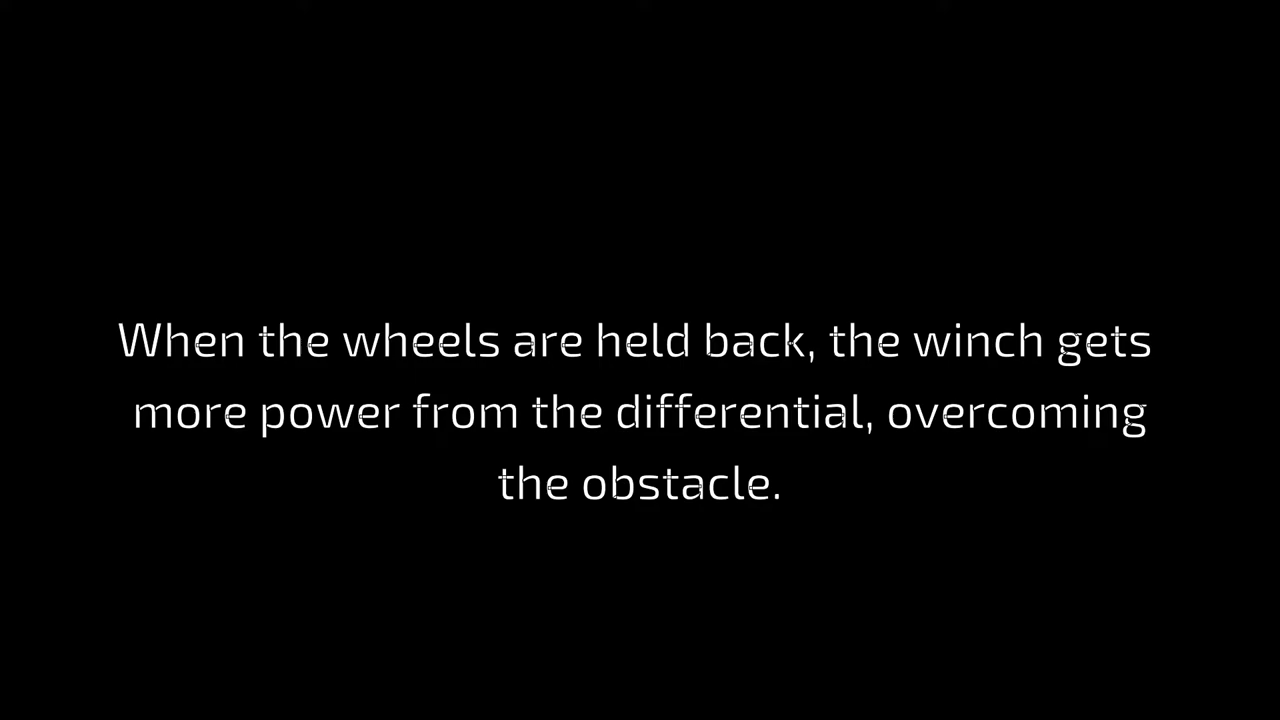 When the wheels are held back, the winch gets
more power from the differential, overcoming
the obstacle.